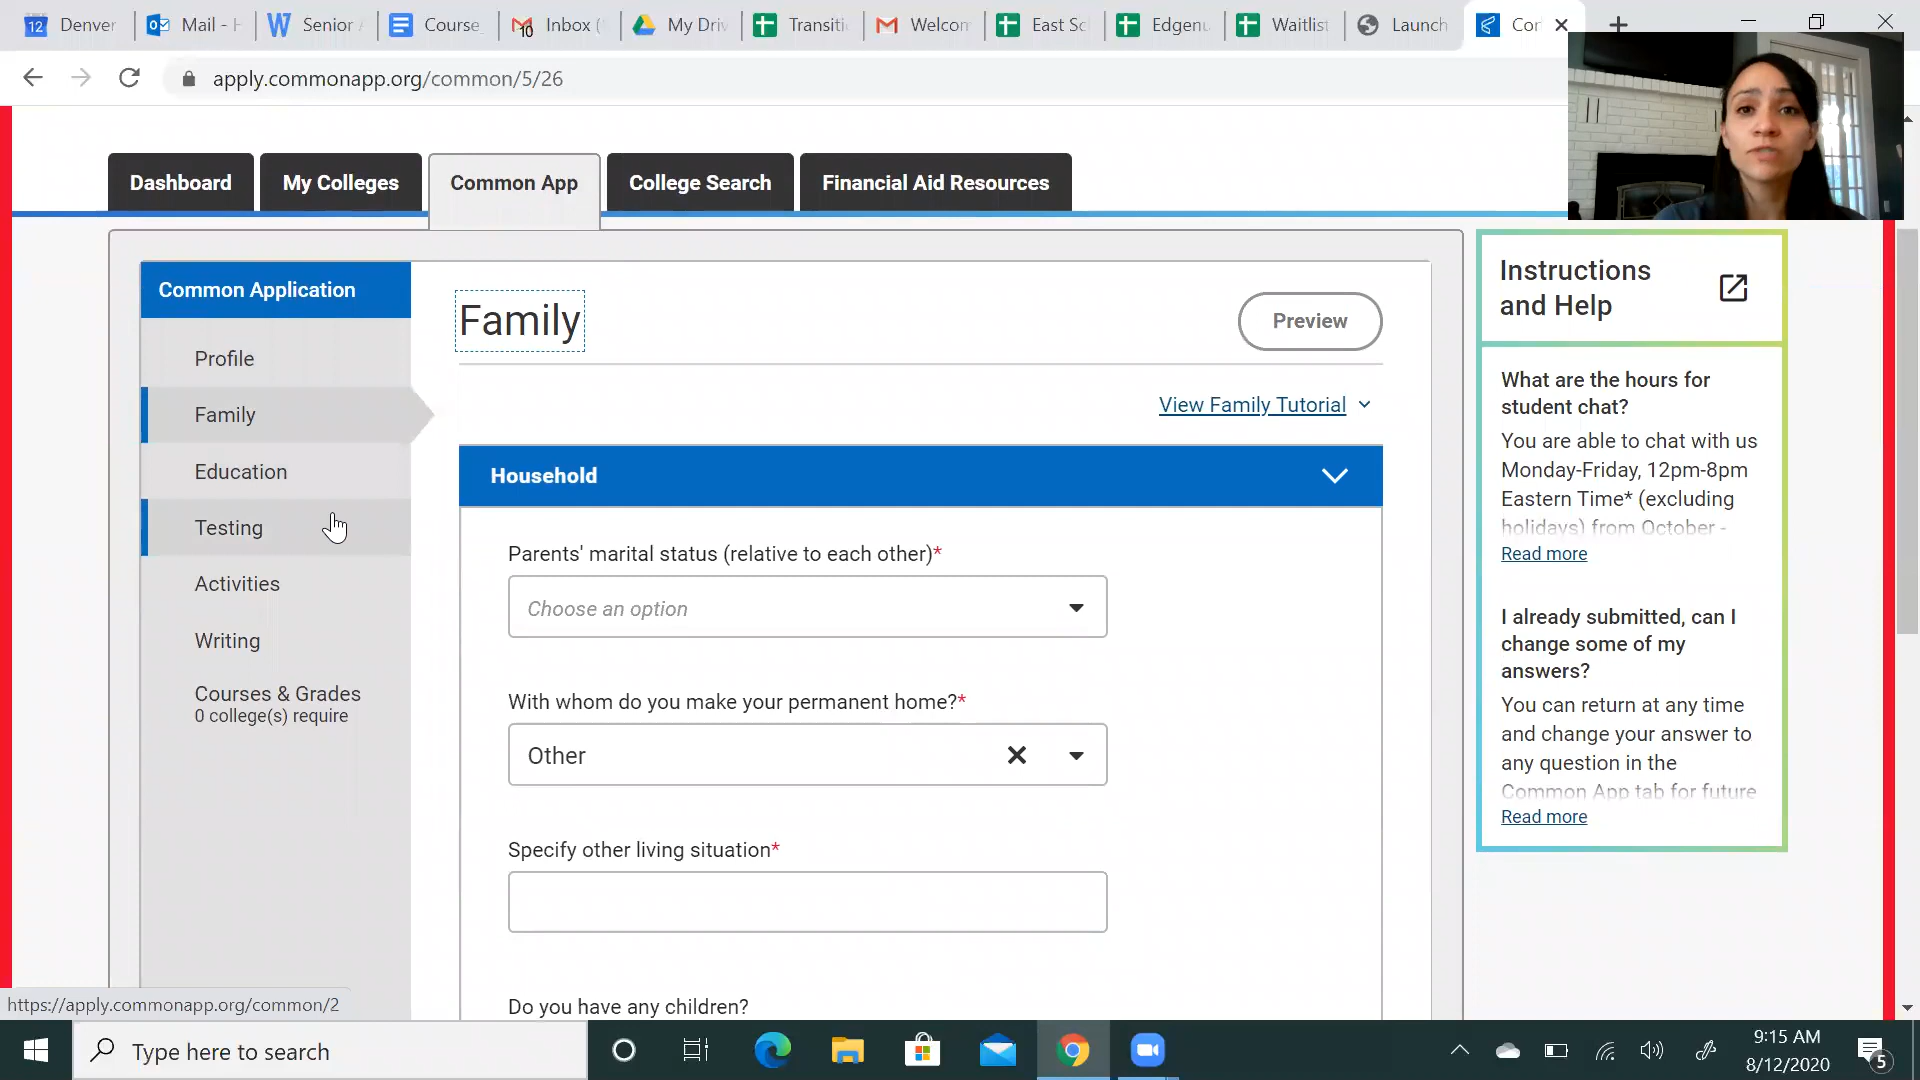 12 Denver
Mail - H
Senior
Course
10 Inbox (
My Driv
Transiti
Welcom
East Sc
Edgenu
Waitlist
Launch
Con
apply.commonapp.org/common/5/26
Dashboard
My Colleges
Common App
College Search
Financial Aid Resources
Common Application
Profile
Family
Education
Testing
Activities
Writing
Courses & Grades
0 college(s) require
Family
Preview
View Family Tutorial
Household
Parents' marital status (relative to each other)*
Choose an option
With whom do you make your permanent home?*
Other
Specify other living situation*
Do you have any children?
Instructions
and Help
What are the hours for
student chat?
You are able to chat with us
Monday-Friday, 12pm-8pm
Eastern Time* (excluding
holidays) from October -
Read more
I already submitted, can I
change some of my
answers?
You can return at any time
and change your answer to
any question in the
Common App tab for future
Read more
https://apply.commonapp.org/common/2
Type here to search
9:15 AM
8/12/2020
5